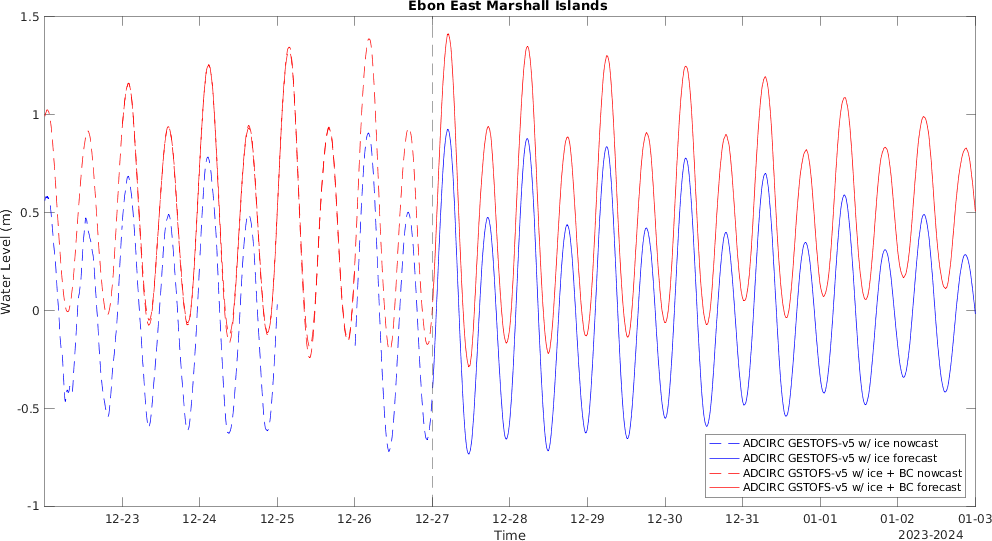 Ebon East Marshall Islands
Water Level (m)
1.5
1
0.5
0
-0.5
-1
12-23
12-24
12-25
12-26
12-27
12-28
12-29
12-30
12-31
01-01
01-02
01-03
Time
2023-2024
ADCIRC GESTOFS-v5 w/ ice nowcast
ADCIRC GESTOFS-v5 w/ ice forecast
ADCIRC GSTOFS-v5 w/ ice + BC nowcast
ADCIRC GSTOFS-v5 w/ ice + BC forecast